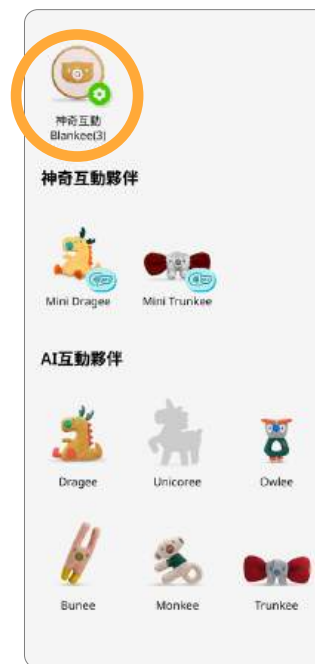 神奇互動
Blankee(3)
神奇互動夥伴
Mini Dragee
Mini Trunkee
AI互動夥伴
Dragee
Unicoree
Owlee
Bunee
Monkee
Trunkee